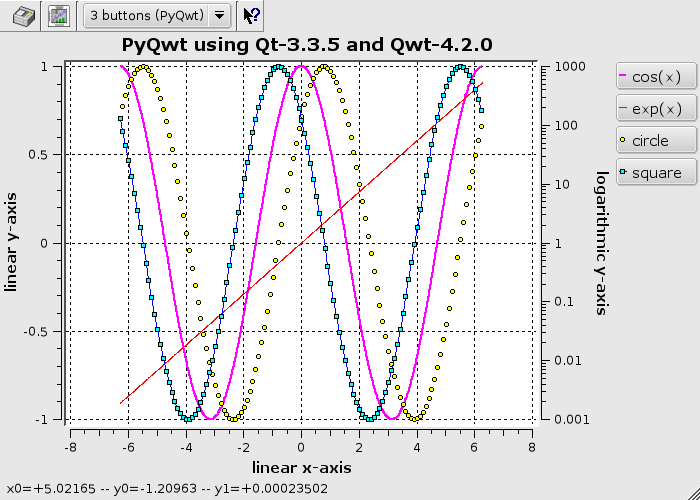 3 buttons (PyQwt)
PyQwt using Qt-3.3.5 and Qwt-4.2.0
1
0.5
0
-0.5
-1
linear y-axis
1000
100
10
1
0.1
0.01
0.001
logarithmic y-axis
cos(x)
exp(x)
circle
square
-8 -6 -4 -2 0 2 4 6 8
linear x-axis
x0=+5.02165 -- y0=-1.20963 -- y1=+0.00023502